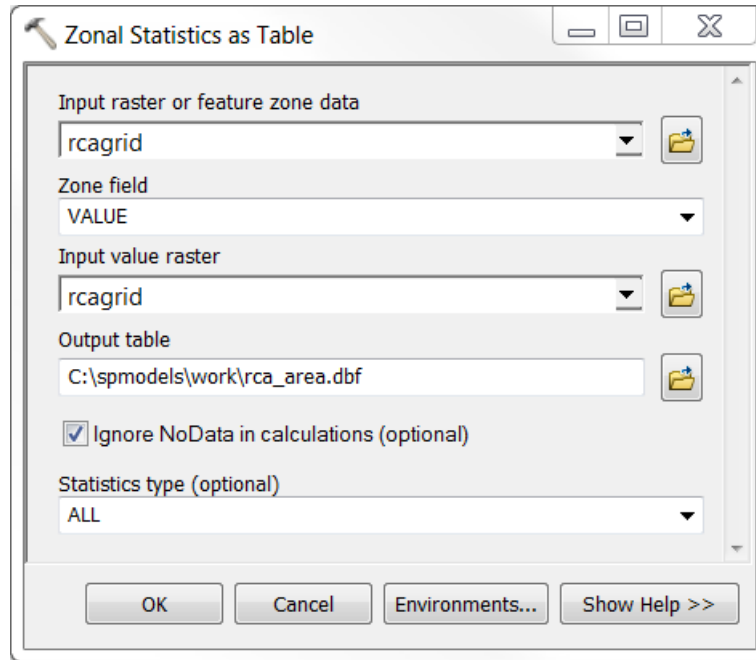 Zonal Statistics as Table
Input raster or feature zone data
rcagrid
Zone field
VALUE
Input value raster
rcagrid
Output table
C:\spmodels\work\rca_area.dbf
Ignore NoData in calculations (optional)
Statistics type (optional)
ALL
OK Cancel Environments... Show Help >>